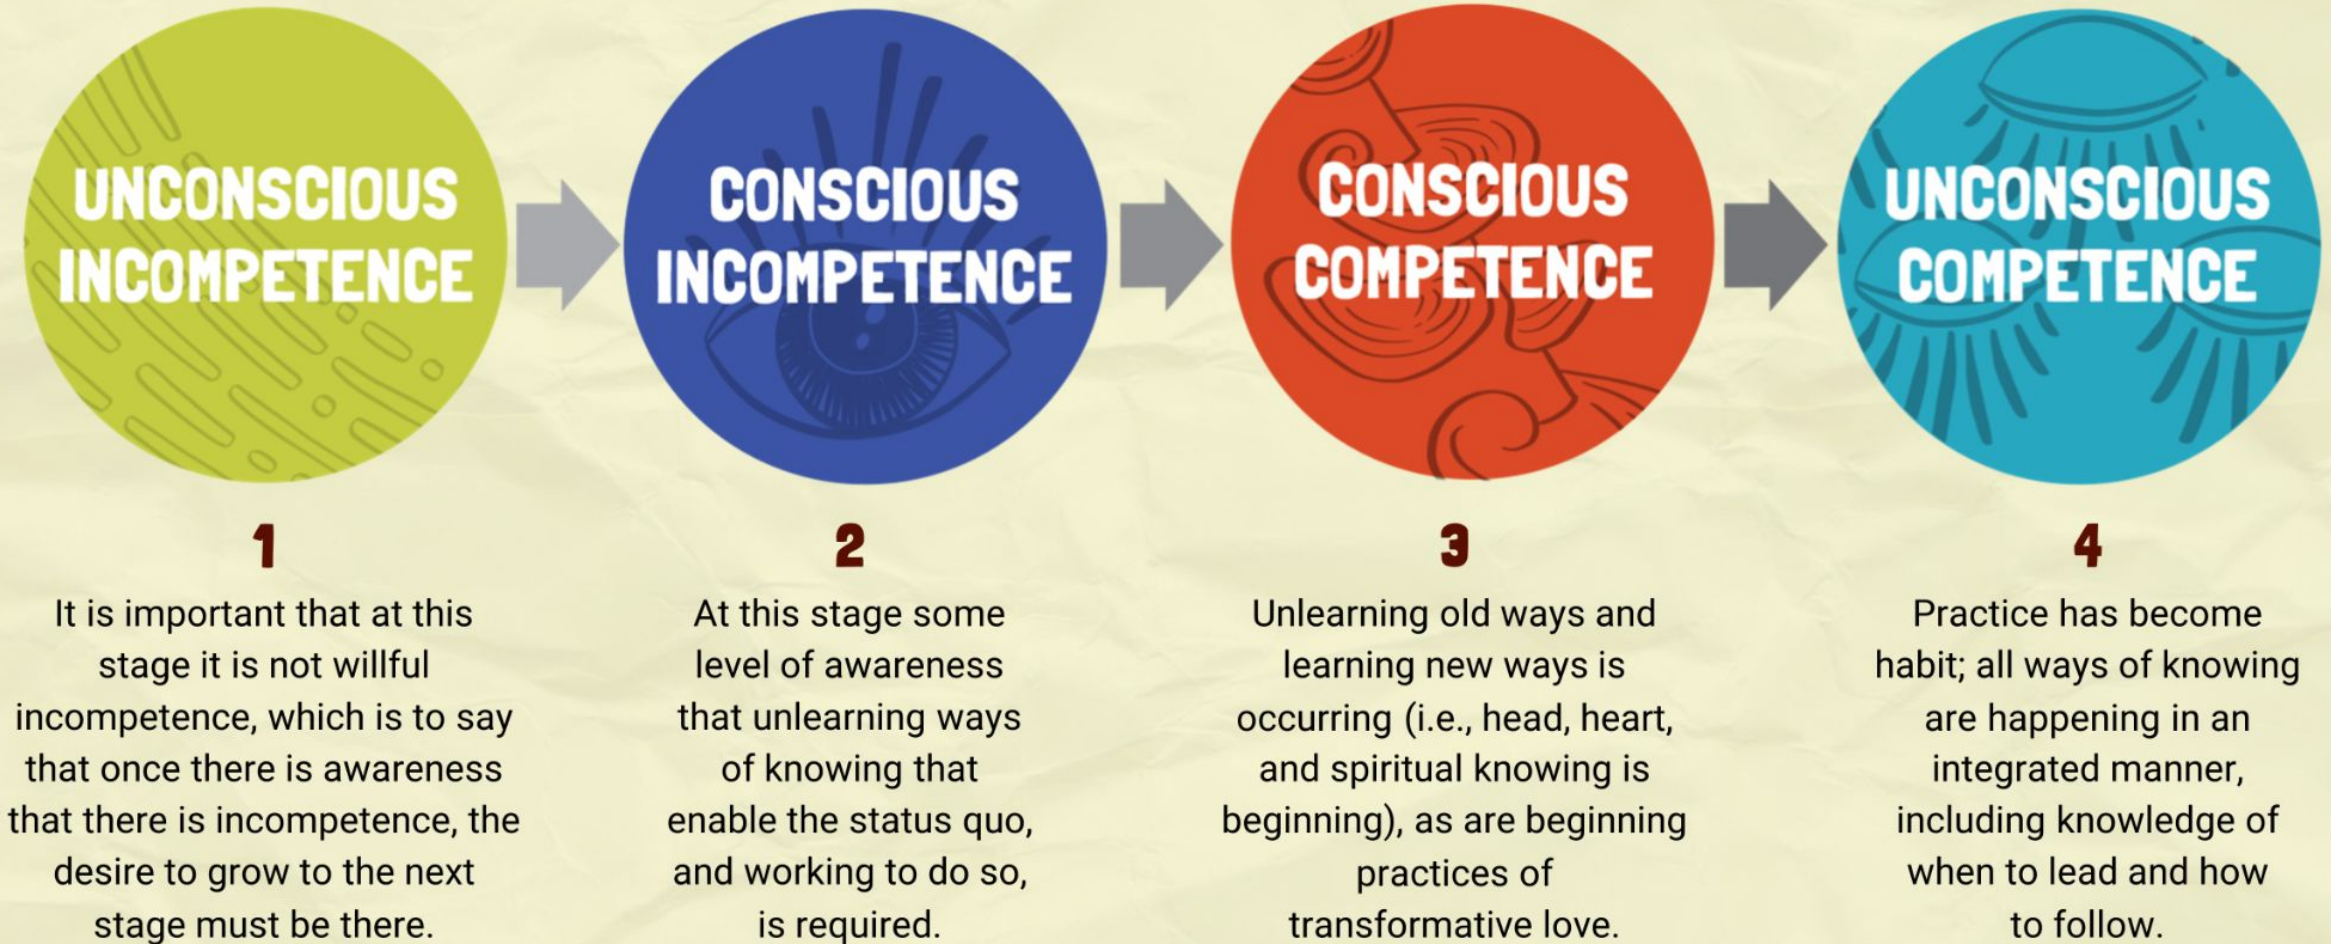 UNCONSCIOUS
INCOMPETENCE
CONSCIOUS
INCOMPETENCE
CONSCIOUS
COMPETENCE
UNCONSCIOUS
COMPETENCE
1
It is important that at this
stage it is not willful
incompetence, which is to say
that once there is awareness
that there is incompetence, the
desire to grow to the next
stage must be there.
2
At this stage some
level of awareness
that unlearning ways
of knowing that
enable the status quo,
and working to do so,
is required.
3
Unlearning old ways and
learning new ways is
occurring (i.e., head, heart,
and spiritual knowing is
beginning), as are beginning
practices of
transformative love.
4
Practice has become
habit; all ways of knowing
are happening in an
integrated manner,
including knowledge of
when to lead and how
to follow.